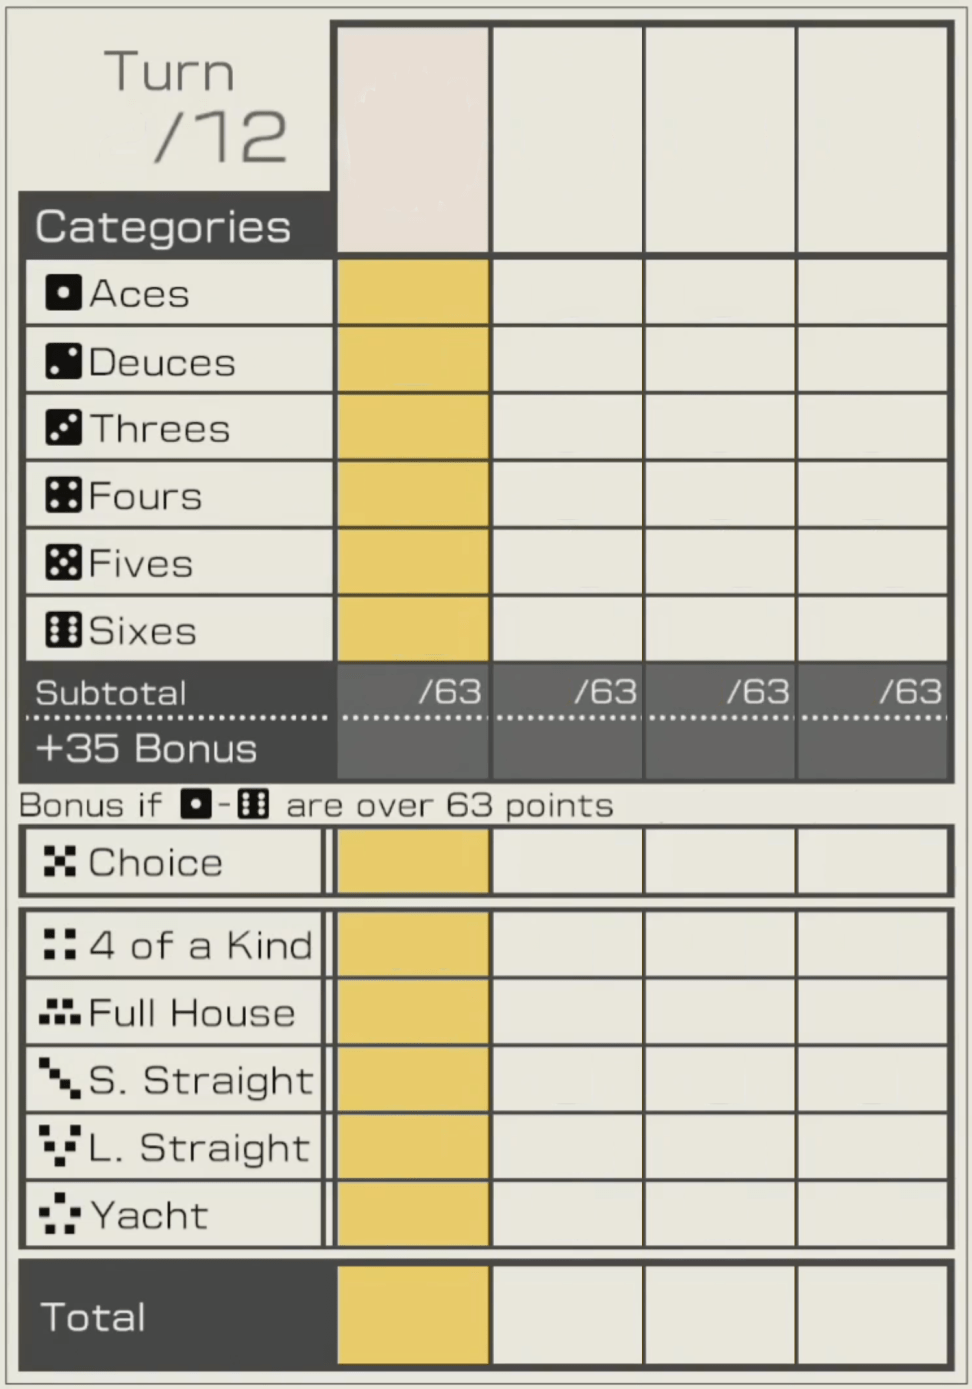 Turn
/12
Categories
Aces
Deuces
Threes
Fours
Fives
Sixes
Subtotal /63 /63 /63 /63
+35 Bonus
Bonus if - are over 63 points
Choice
4 of a Kind
Full House
S. Straight
L. Straight
Yacht
Total